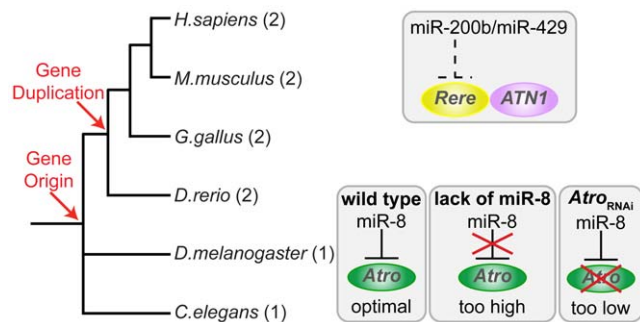 H.sapiens (2)
M.musculus (2)
G.gallus (2)
D.rerio (2)
D.melanogaster (1)
C.elegans (1)
Gene
Duplication
Gene
Origin
miR-200b/miR-429
Rere
ATN1
wild type
miR-8
Atro
optimal
lack of miR-8
miR-8
Atro
too high
Atro RNAi
miR-8
Atro
too low